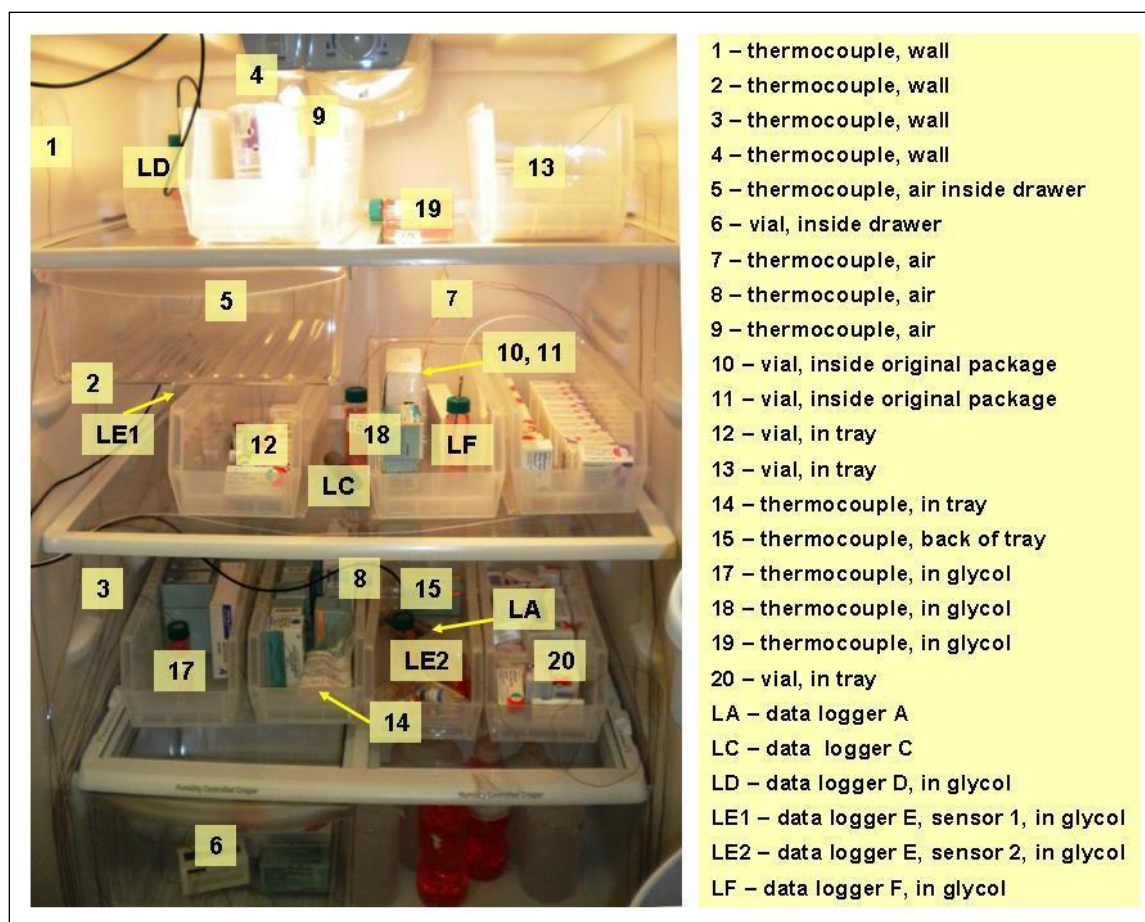 4
9
1
LD
13
19
5
7
10, 11
2
LE1
12
18
LF
LC
3
8
15
LA
LE2
17
20
14
Humidity Controlled Crisper
Humidity Controlled Crisper
6
1 – thermocouple, wall
2 – thermocouple, wall
3 – thermocouple, wall
4 – thermocouple, wall
5 – thermocouple, air inside drawer
6 – vial, inside drawer
7 – thermocouple, air
8 – thermocouple, air
9 – thermocouple, air
10 – vial, inside original package
11 – vial, inside original package
12 – vial, in tray
13 – vial, in tray
14 – thermocouple, in tray
15 – thermocouple, back of tray
17 – thermocouple, in glycol
18 – thermocouple, in glycol
19 – thermocouple, in glycol
20 – vial, in tray
LA – data logger A
LC – data logger C
LD – data logger D, in glycol
LE1 – data logger E, sensor 1, in glycol
LE2 – data logger E, sensor 2, in glycol
LF – data logger F, in glycol